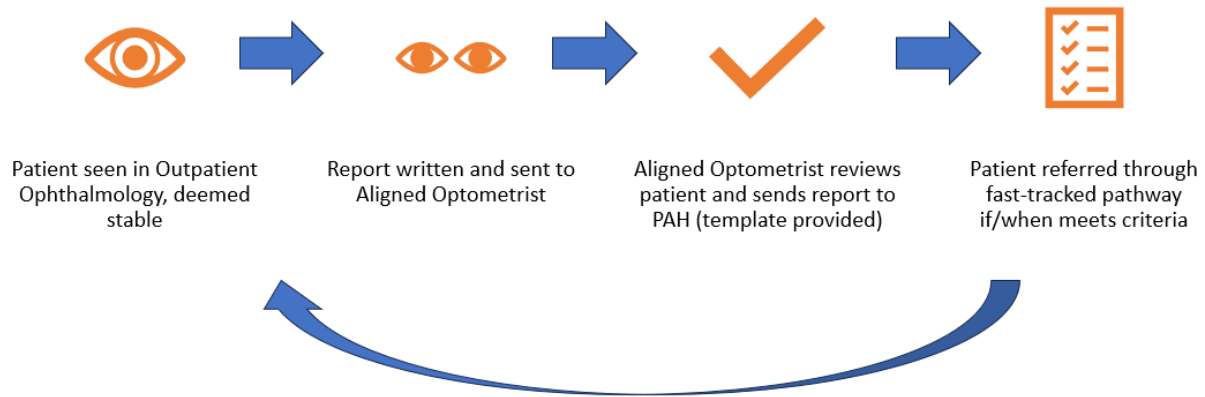 Patient seen in Outpatient
Ophthalmology, deemed
stable
Report written and sent to
Aligned Optometrist
Aligned Optometrist reviews
patient and sends report to
PAH (template provided)
Patient referred through
fast-tracked pathway
if/when meets criteria